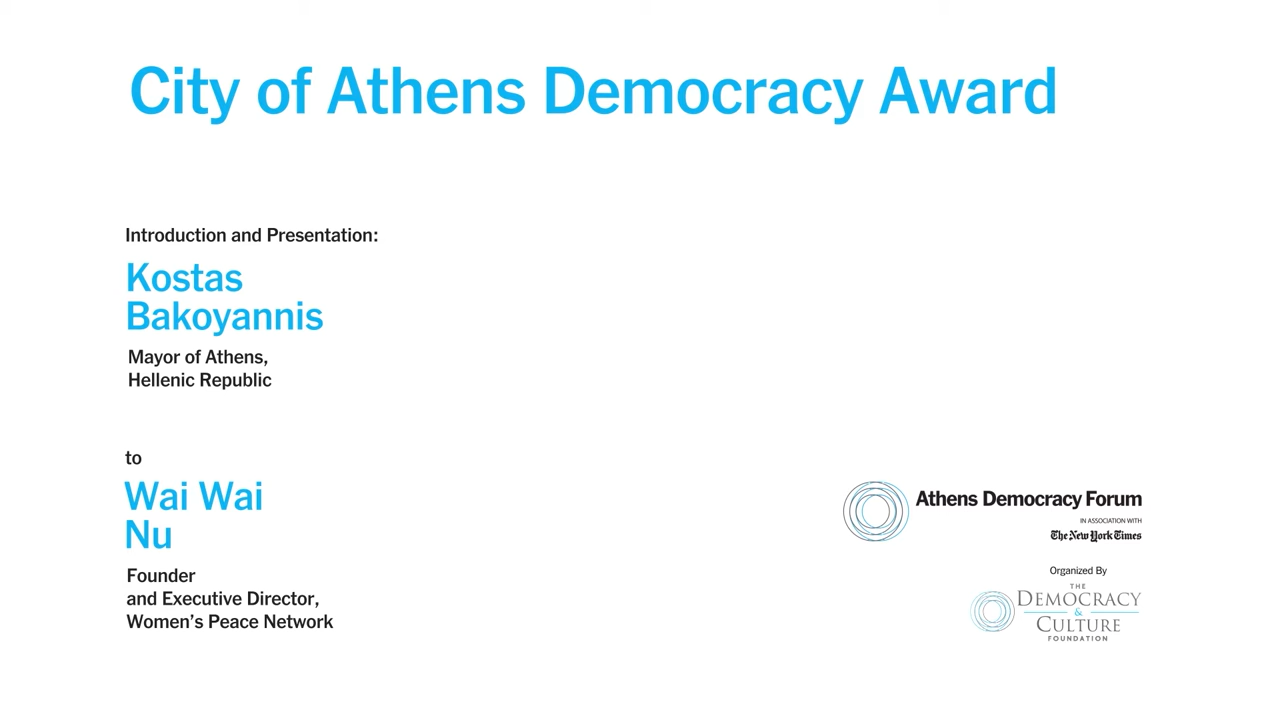 City of Athens Democracy Award
Introduction and Presentation:
Kostas
Bakoyannis
Mayor of Athens,
Hellenic Republic
to
Wai Wai
Nu
Founder
and Executive Director,
Women's Peace Network
Athens Democracy Forum
IN ASSOCIATION WITH
The New York Times
Organized By
THE
DEMOCRACY
&
CULTURE
FOUNDATION